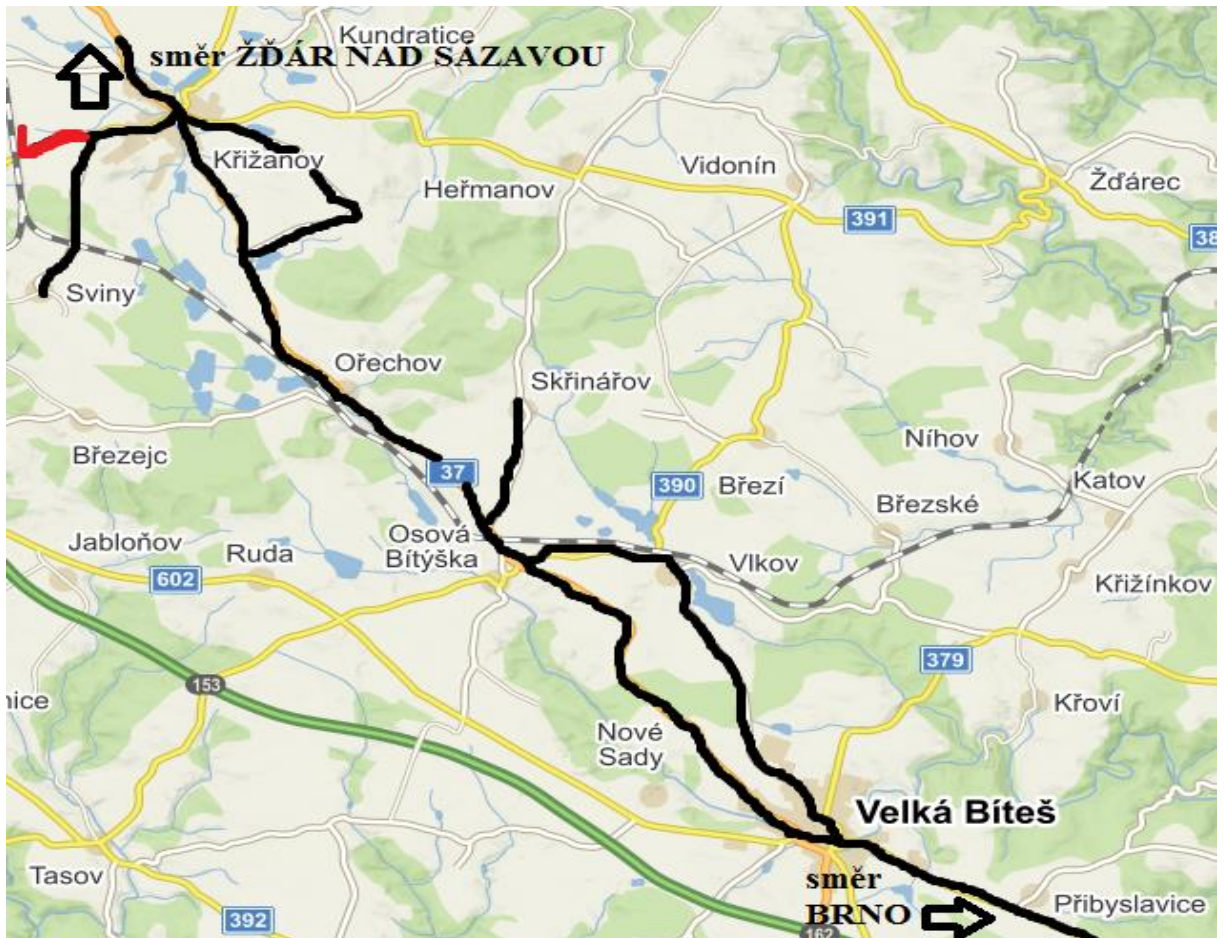 Kundratice
směr ŽĎÁR NAD SÁZAVOU
Křižanov
Vidonín
Heřmanov
Žďárec
391
38
Sviny
Ořechov
Skřinářov
Březejc
37
390
Březí
Níhov
Katov
Březské
Osová
Bítýška
Jabloňov
Ruda
602
Vlkov
Křižínkov
379
153
nice
Křoví
Nové
Sady
Velká Bíteš
Tasov
směr
BRNO
Přibyslavice
392
162